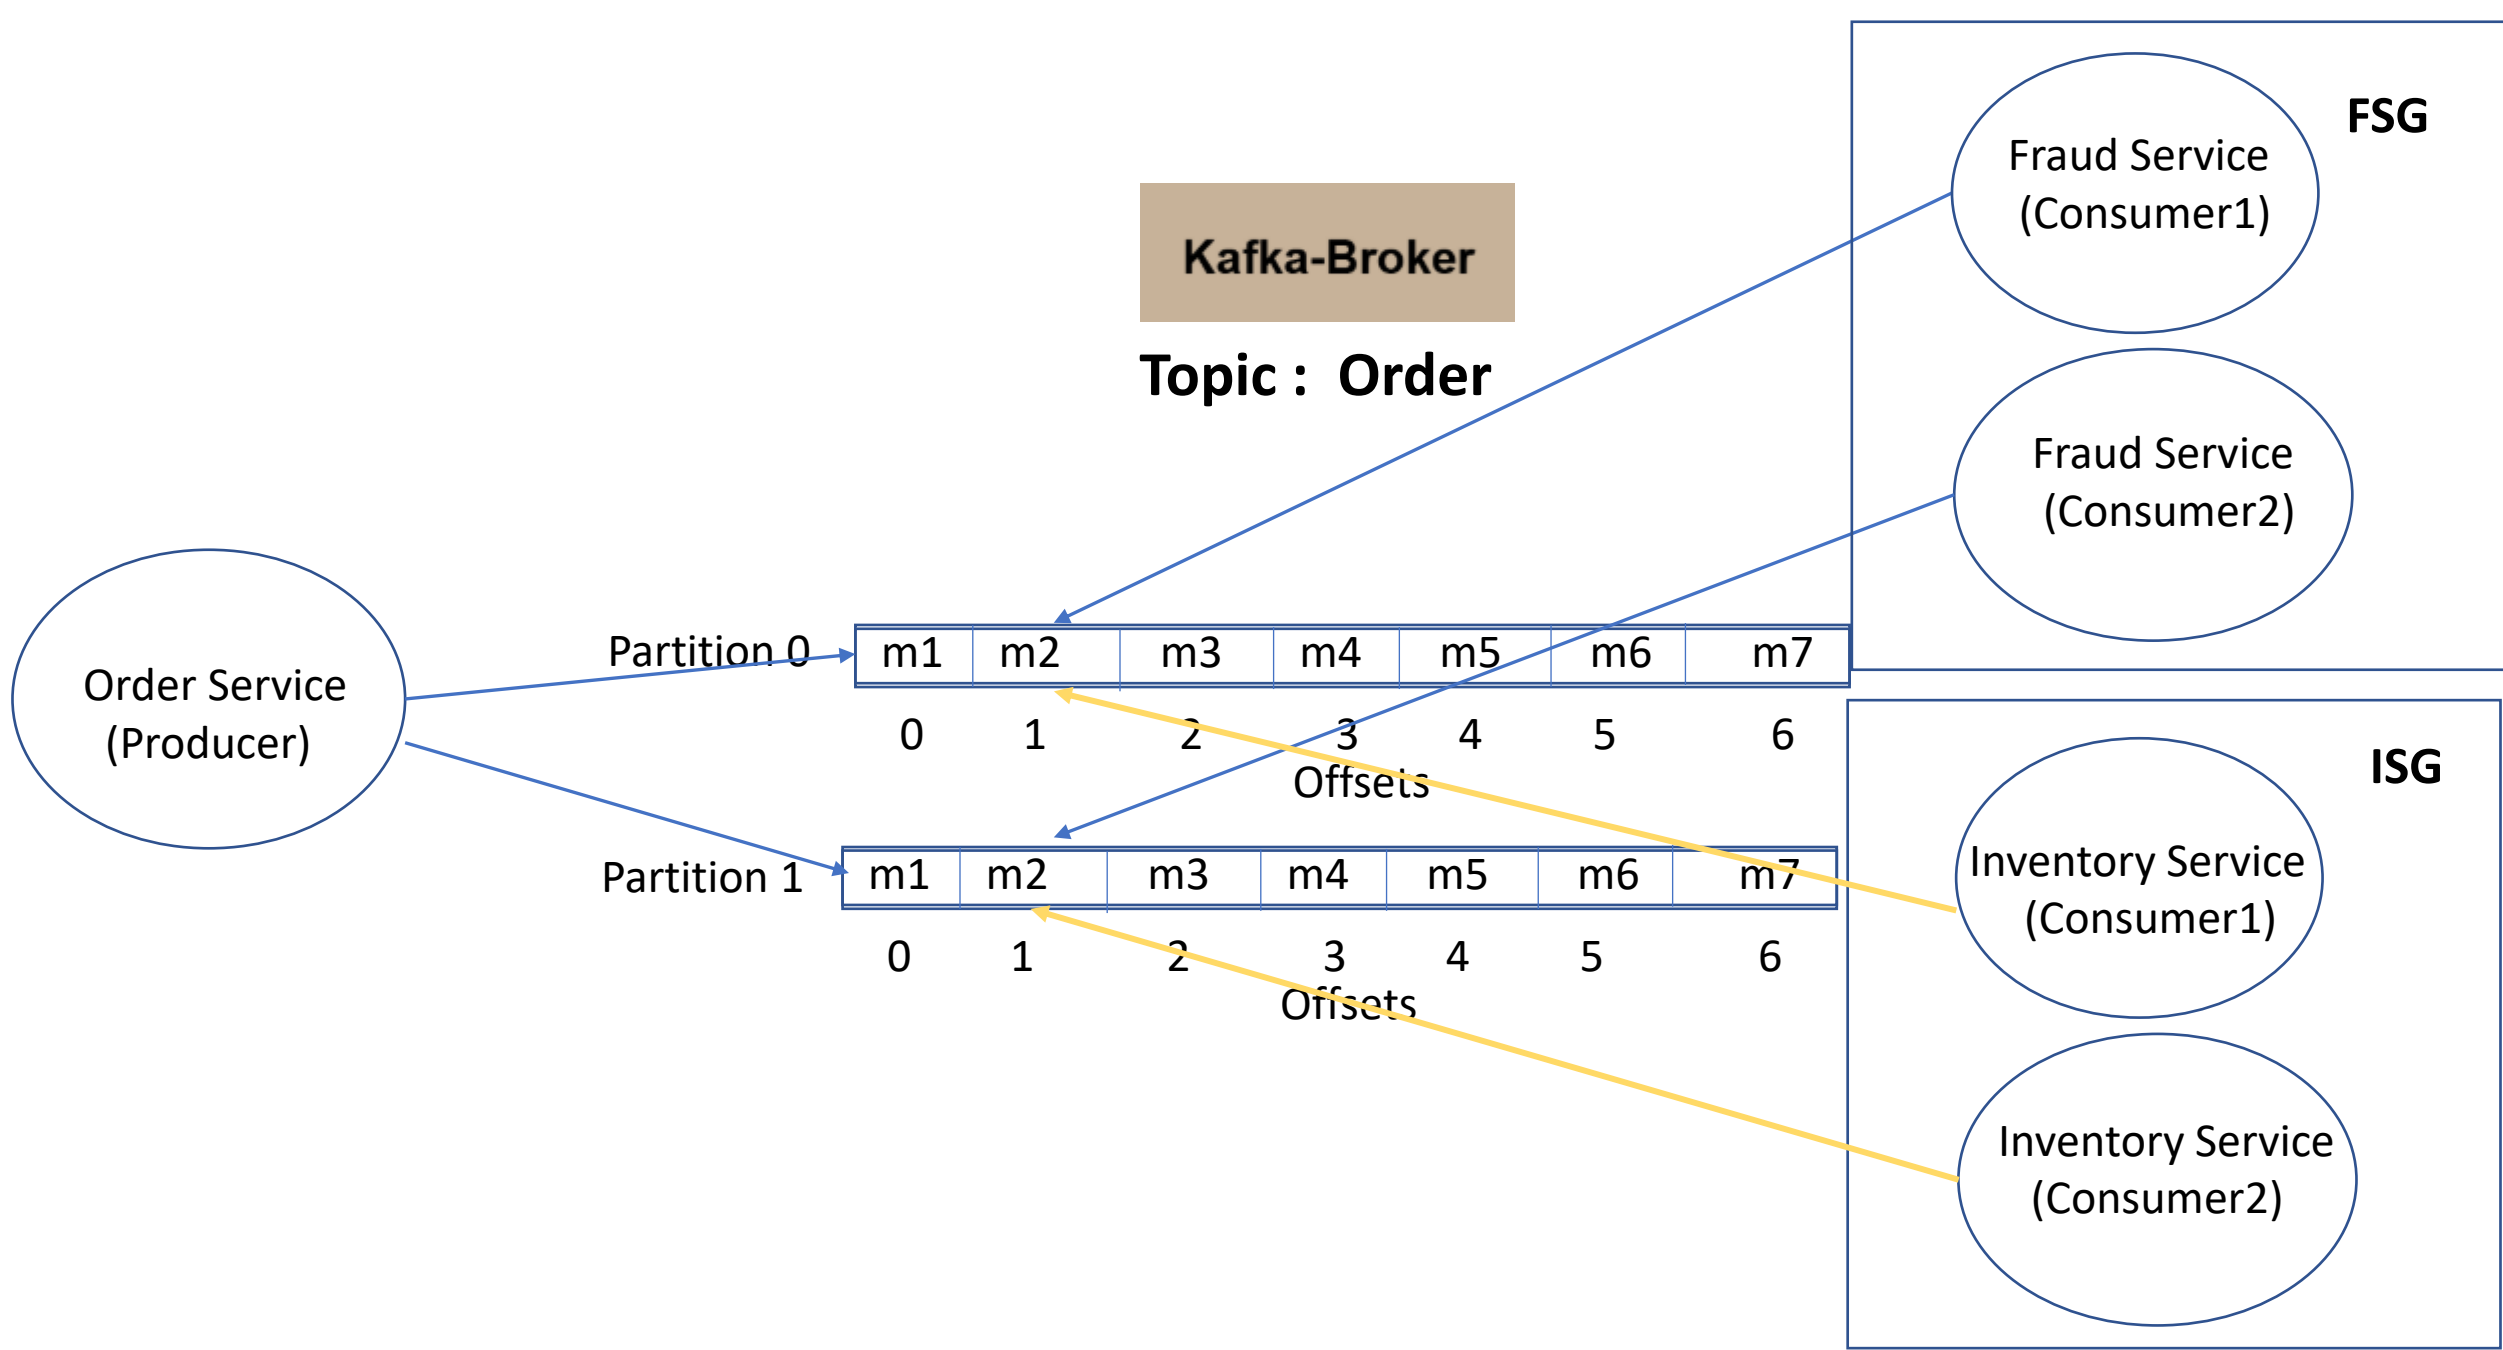 FSG
Fraud Service
(Consumer1)
Kafka-Broker
Topic : Order
Fraud Service
(Consumer2)
Order Service
(Producer)
Partition 0
m1 m2 m3 m4 m5 m6 m7
0 1 2 3 4 5 6
Offsets
Partition 1
m1 m2 m3 m4 m5 m6 m7
0 1 2 3 4 5 6
Offsets
ISG
Inventory Service
(Consumer1)
Inventory Service
(Consumer2)